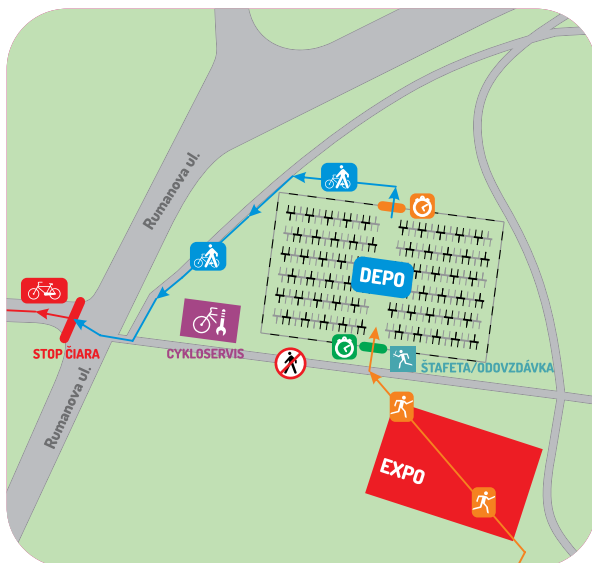 Rumanova ul.
DEPO
STOP ČIARA
CYKLOSERVIS
ŠTAFETA/ODOVZDÁVKA
Rumanova ul.
EXPO